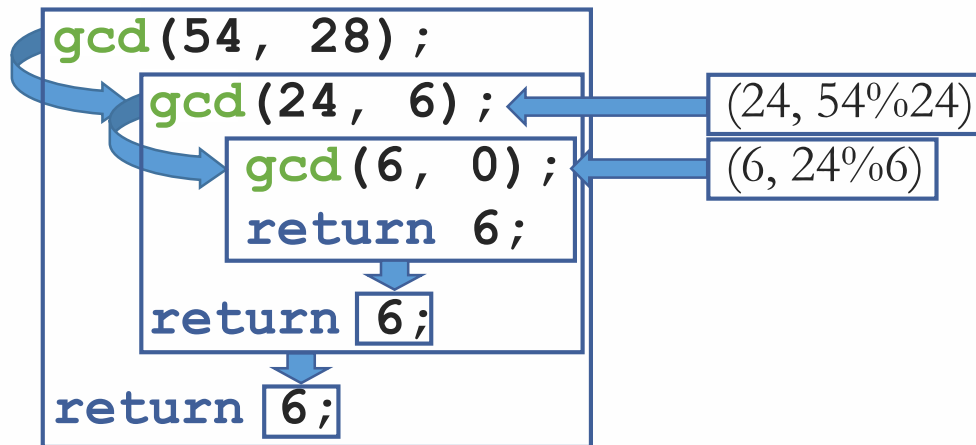 gcd(54, 28);
gcd(24, 6);
(24, 54%24)
gcd(6, 0);
(6, 24%6)
return 6;
return 6;
return 6;